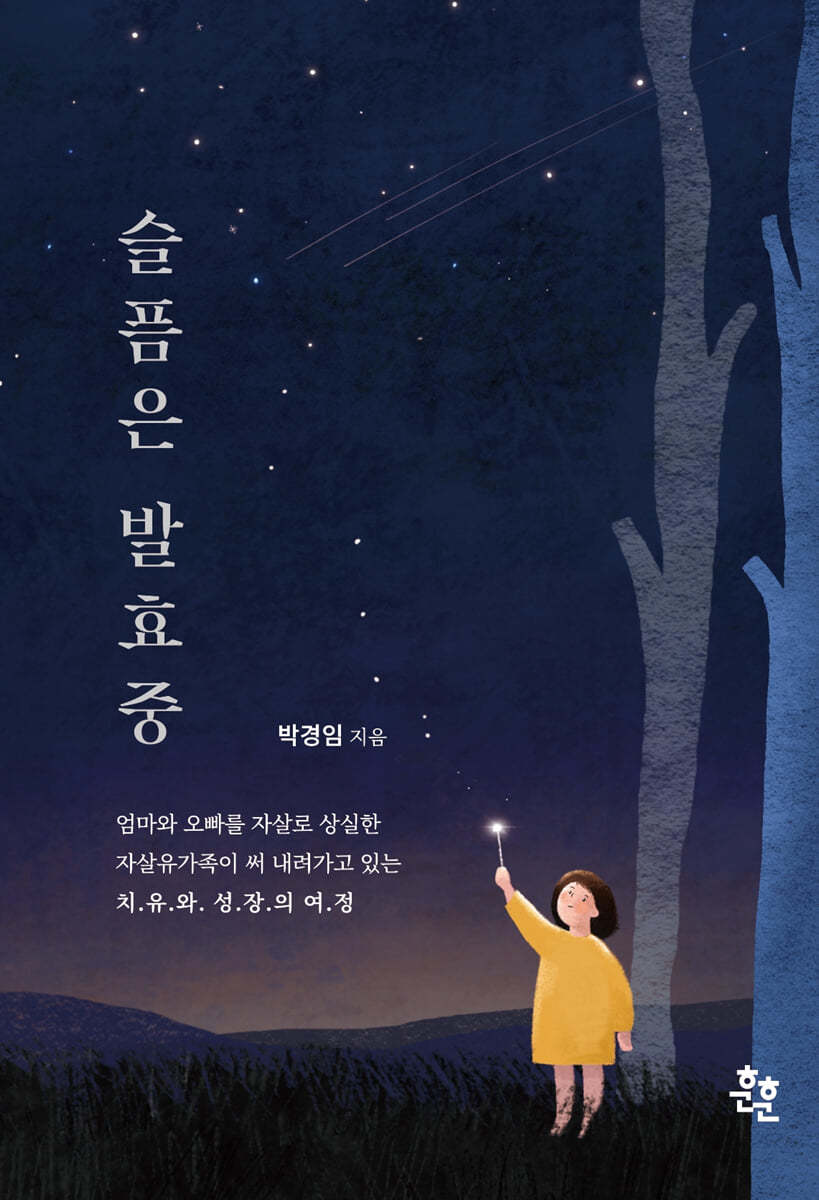 슬픔은 발효중
박경임 지음
엄마와 오빠를 자살로 상실한
자살유가족이 써 내려가고 있는
치.유.와. 성.장.의 여.정
훈훈